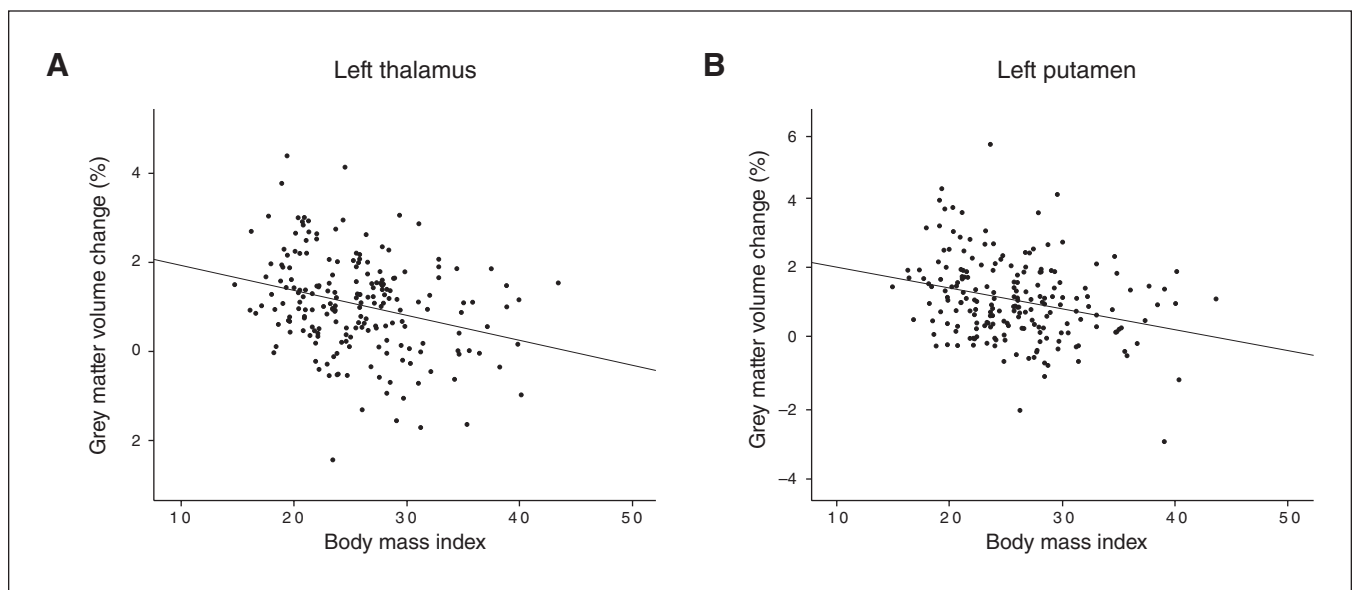 A
Left thalamus
Grey matter volume change (%)
4
2
0
2
10 20 30 40 50
Body mass index
B
Left putamen
Grey matter volume change (%)
6
4
2
0
–2
–4
10 20 30 40 50
Body mass index